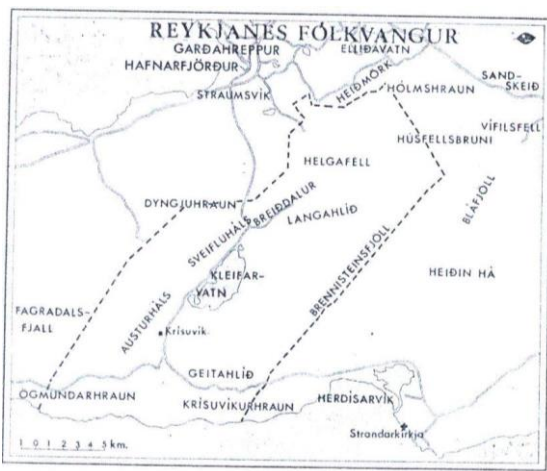 REYKJANES FÓLKVANGUR
GARÐAHREPPUR
ELLIÐAVATN
HAFNARFJÖRÐUR
HEIÐMÖRK
SAND-
SKEIÐ
STRAUMSVÍK
HÓLMSHRAUN
VÍFILSFELL
HÚSFELLSBRUNI
HELGAFELL
BLÁFJÖLL
DYNGJUHRAUN
BREIÐDALUR
LANGAHLÍÐ
SVEIFLUHÁLS
HEIÐIN HÁ
KLEIFAR-
VATN
BRENNISTEINSFJÖLL
FAGRADALS-
FJALL
AUSTURHÁLS
Krísuvík
GEITAHLÍÐ
ÖGMUNDARHRAUN
KRÍSUVÍKURHRAUN
HERDÍSARVÍK
Strandarkirkja
1 0 1 2 3 4 5 km.